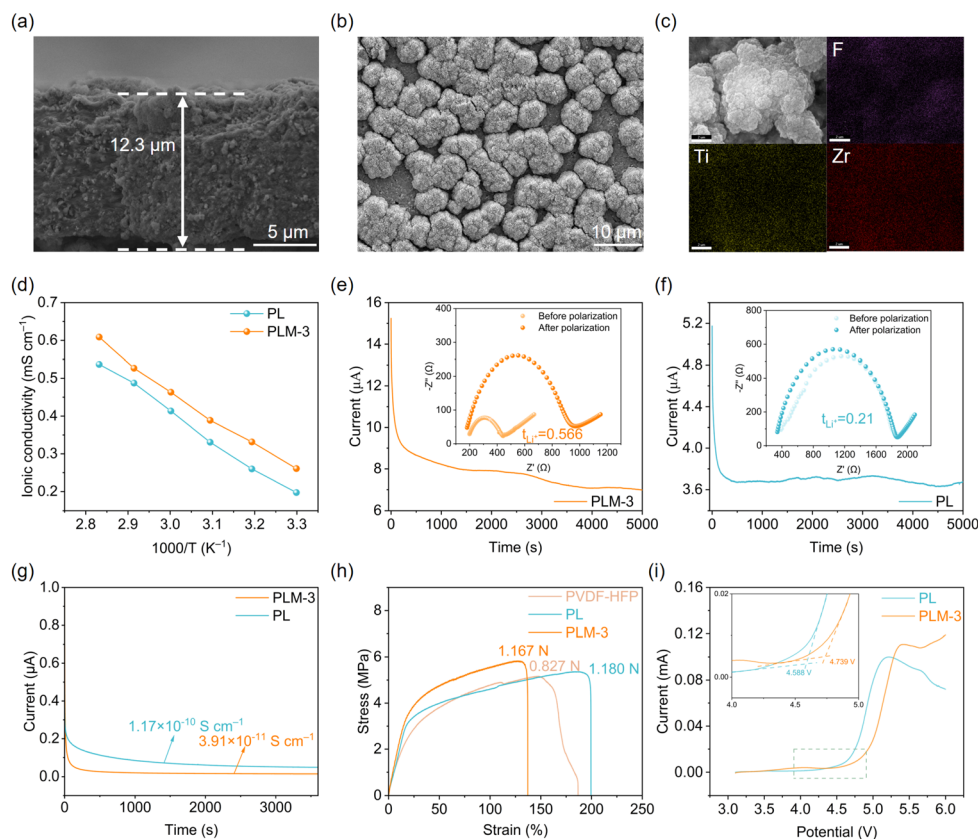 (a)
12.3 μm
5 μm
(b)
10 μm
(c)
F
Ti
Zr
(d)
0.7
0.6
0.5
0.4
0.3
0.2
Ionic conductivity (mS cm⁻¹)
PL
PLM-3
2.8 2.9 3.0 3.1 3.2 3.3
1000/T (K⁻¹)
(e)
16
14
12
10
8
6
Current (μA)
400
300
200
100
0
-Z'' (Ω)
Before polarization
After polarization
tLi⁺=0.566
200 400 600 800 1000 1200
Z' (Ω)
PLM-3
0 1000 2000 3000 4000 5000
Time (s)
(f)
5.2
4.8
4.4
4.0
3.6
3.2
Current (μA)
800
600
400
200
0
-Z'' (Ω)
Before polarization
After polarization
tLi⁺=0.21
400 800 1200 1600 2000
Z' (Ω)
PL
0 1000 2000 3000 4000 5000
Time (s)
(g)
1.0
0.8
0.6
0.4
0.2
0.0
Current (μA)
PLM-3
PL
1.17×10⁻¹⁰ S cm⁻¹
3.91×10⁻¹¹ S cm⁻¹
0 1000 2000 3000
Time (s)
(h)
8
6
4
2
0
Stress (MPa)
PVDF-HFP
PL
PLM-3
1.167 N
0.827 N
1.180 N
0 50 100 150 200 250
Strain (%)
(i)
0.16
0.12
0.08
0.04
0.00
Current (mA)
PL
PLM-3
0.02
0.00
4.739 V
4.588 V
4.0 4.5 5.0
3.0 3.5 4.0 4.5 5.0 5.5 6.0
Potential (V)